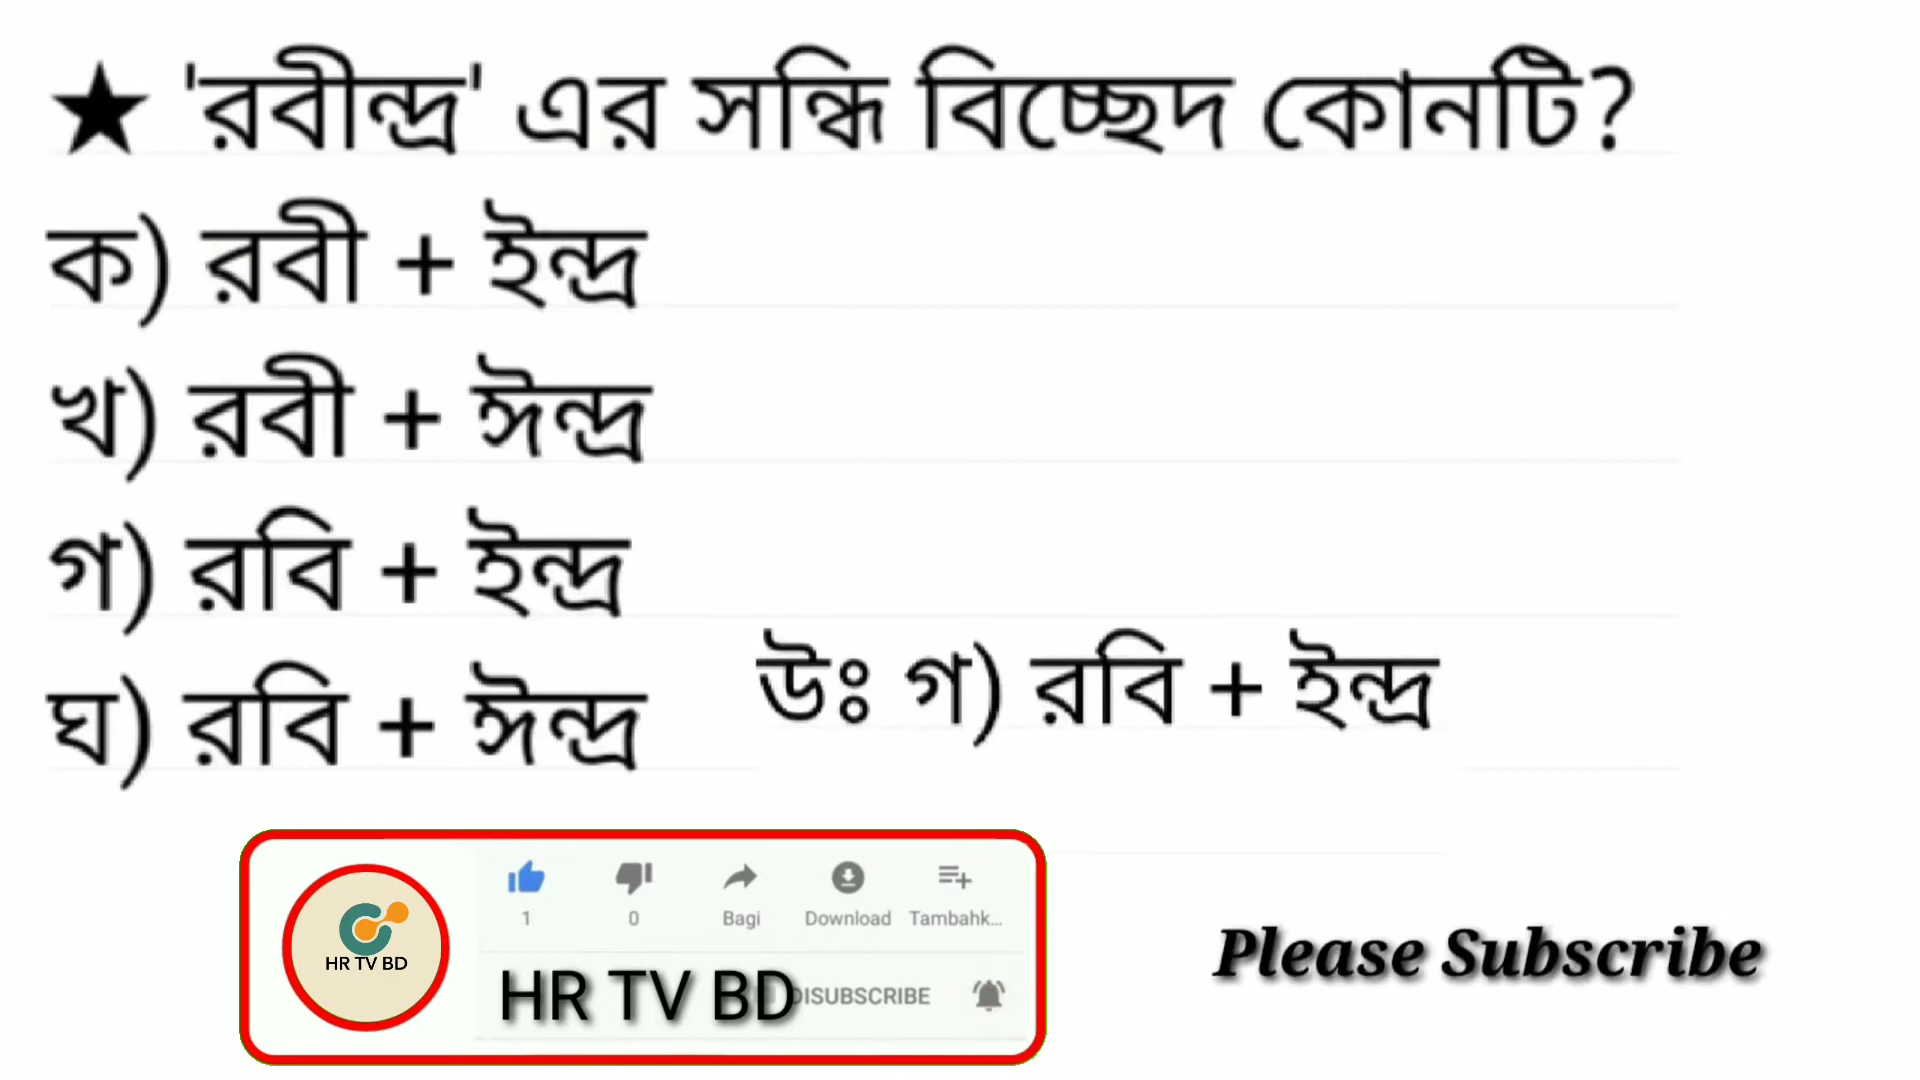 ★ 'রবীন্দ্র' এর সন্ধি বিচ্ছেদ কোনটি?
ক) রবী + ইন্দ্র
খ) রবী + ঈন্দ্র
গ) রবি + ইন্দ্র
ঘ) রবি + ঈন্দ্র
উঃ গ) রবি + ইন্দ্র
1 0 Bagi Download Tambahk...
HR TV BD
HR TV BD DISUBSCRIBE
Please Subscribe